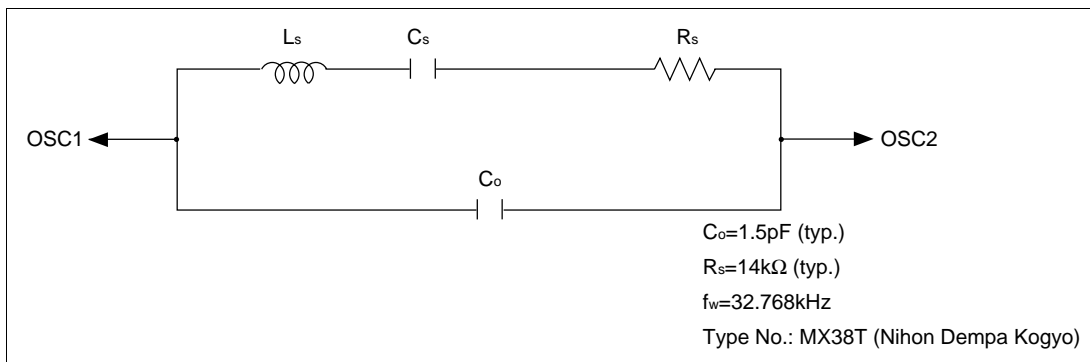 Ls
Cs
Rs
OSC1
OSC2
Co
Co=1.5pF (typ.)
Rs=14kΩ (typ.)
fw=32.768kHz
Type No.: MX38T (Nihon Dempa Kogyo)